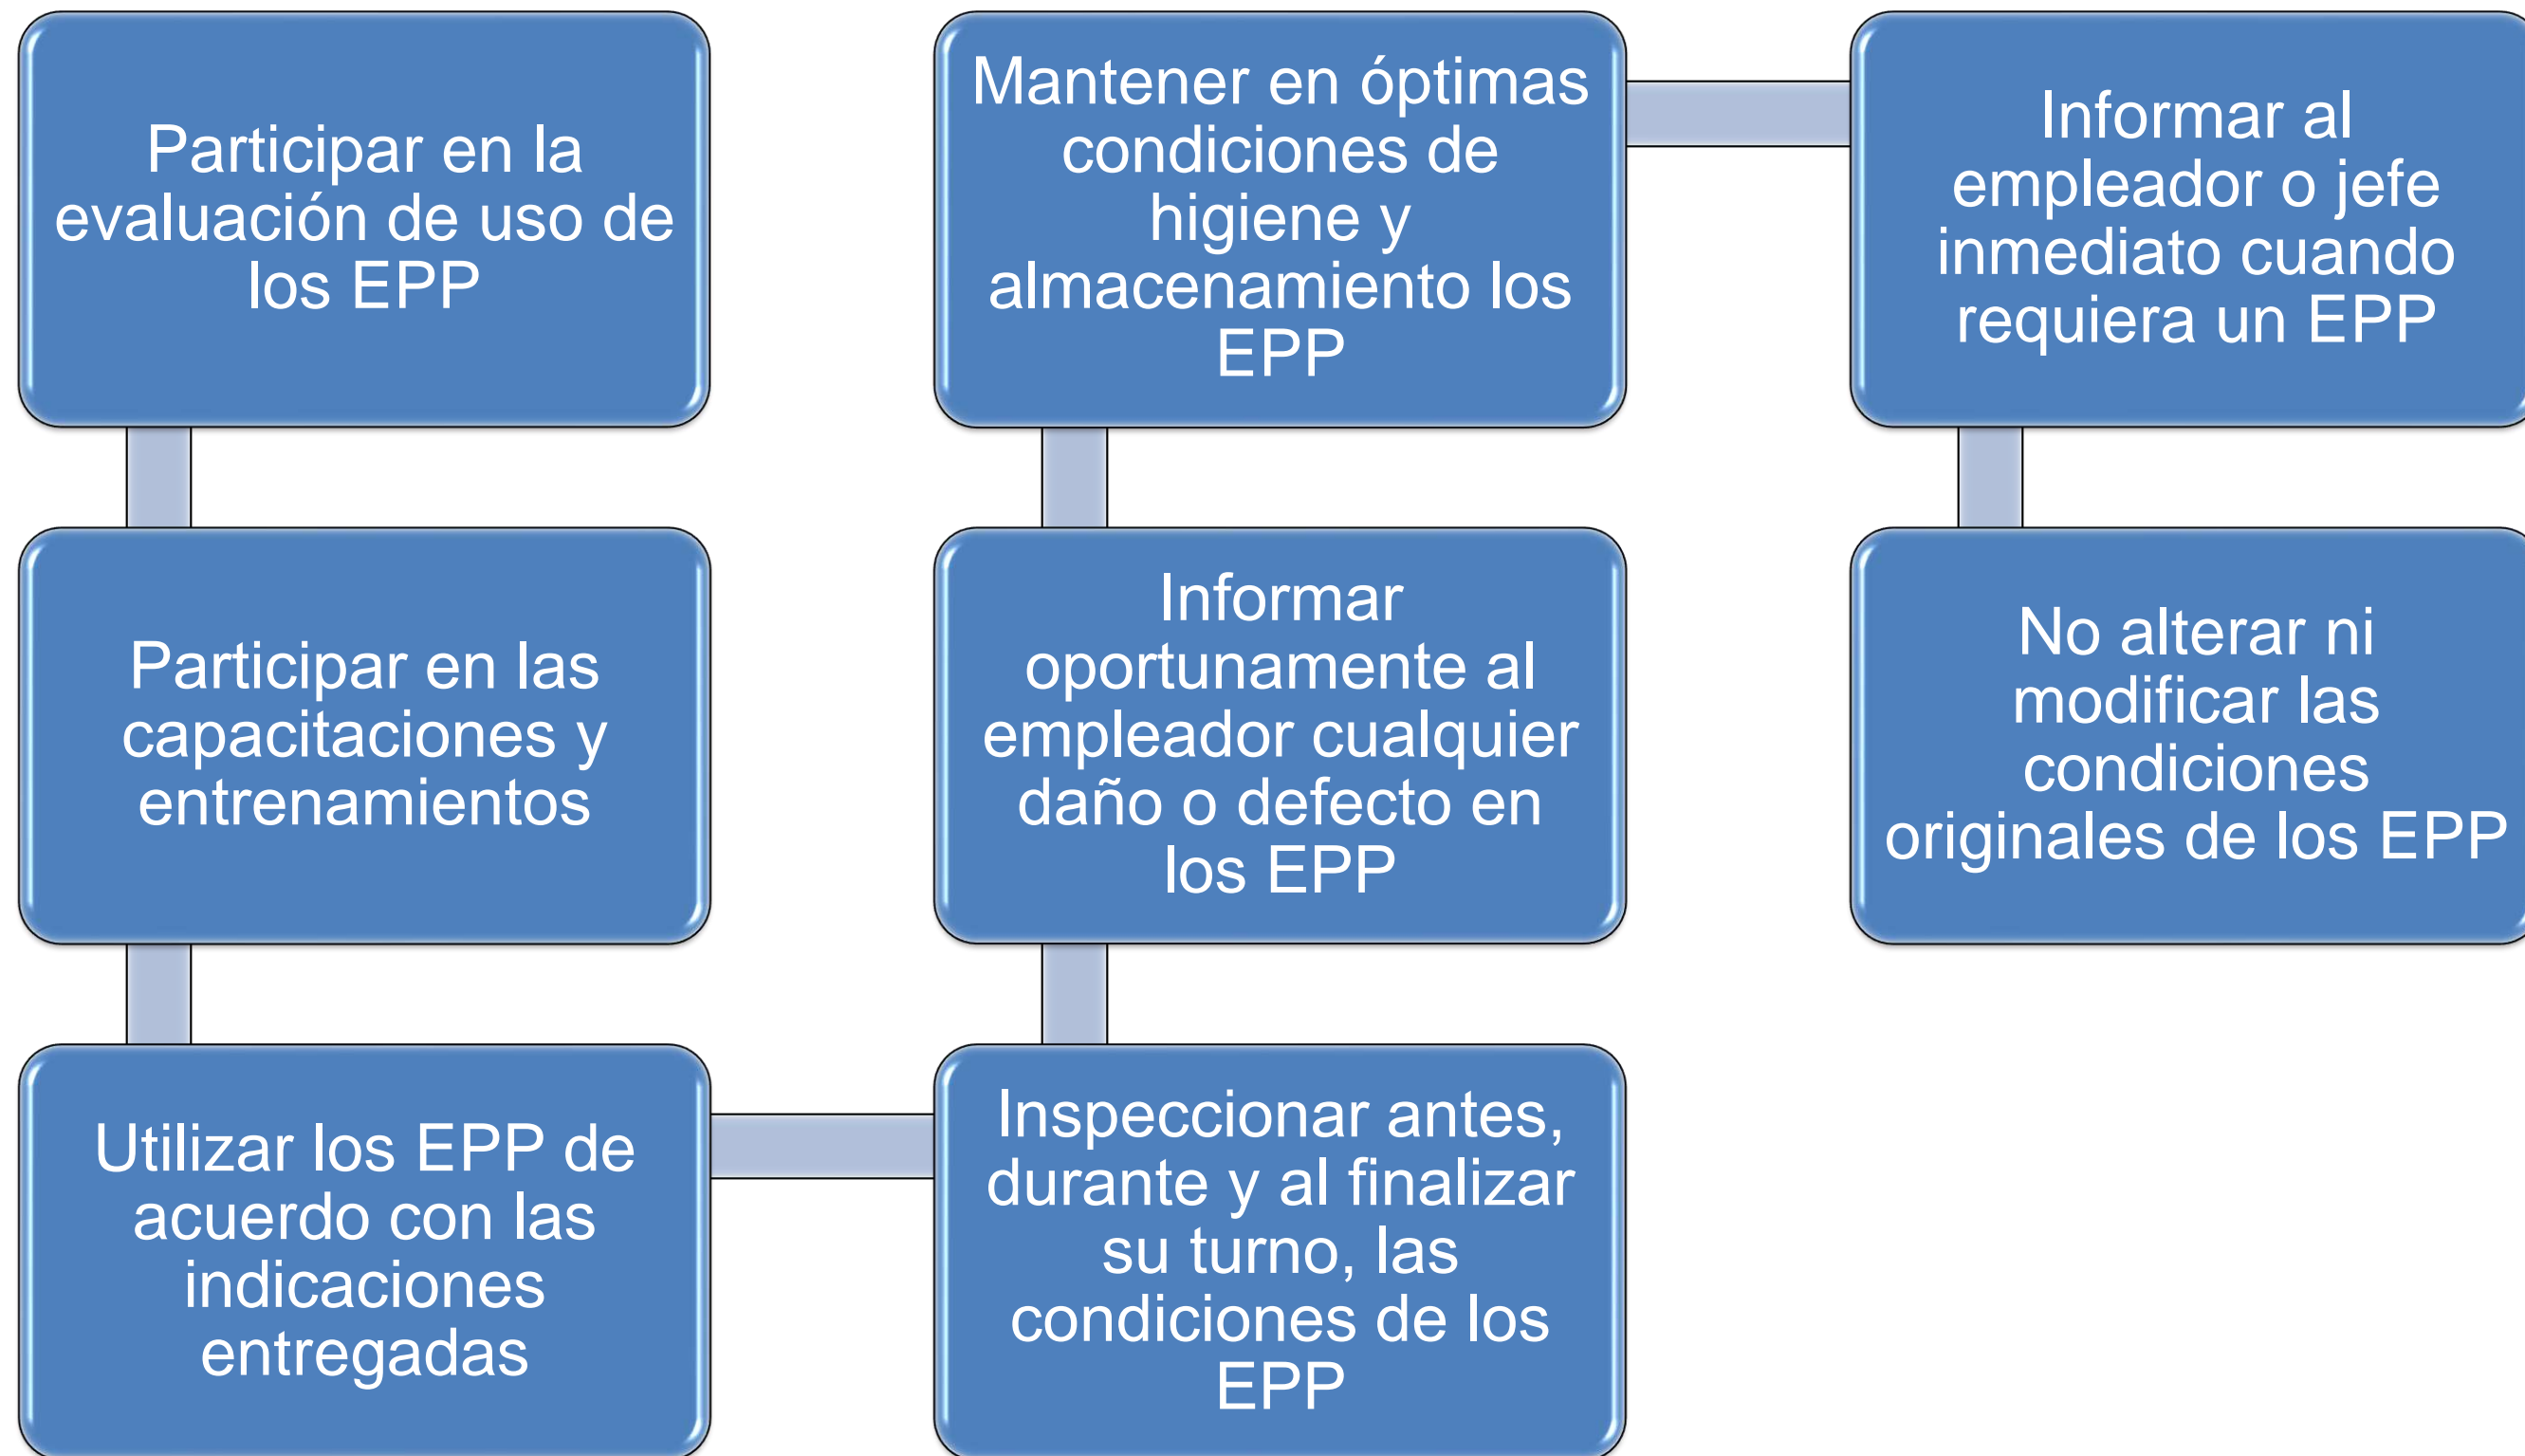 Participar en la
evaluación de uso de
los EPP
Participar en las
capacitaciones y
entrenamientos
Utilizar los EPP de
acuerdo con las
indicaciones
entregadas
Inspeccionar antes,
durante y al finalizar
su turno, las
condiciones de los
EPP
Informar
oportunamente al
empleador cualquier
daño o defecto en
los EPP
Mantener en óptimas
condiciones de
higiene y
almacenamiento los
EPP
Informar al
empleador o jefe
inmediato cuando
requiera un EPP
No alterar ni
modificar las
condiciones
originales de los EPP